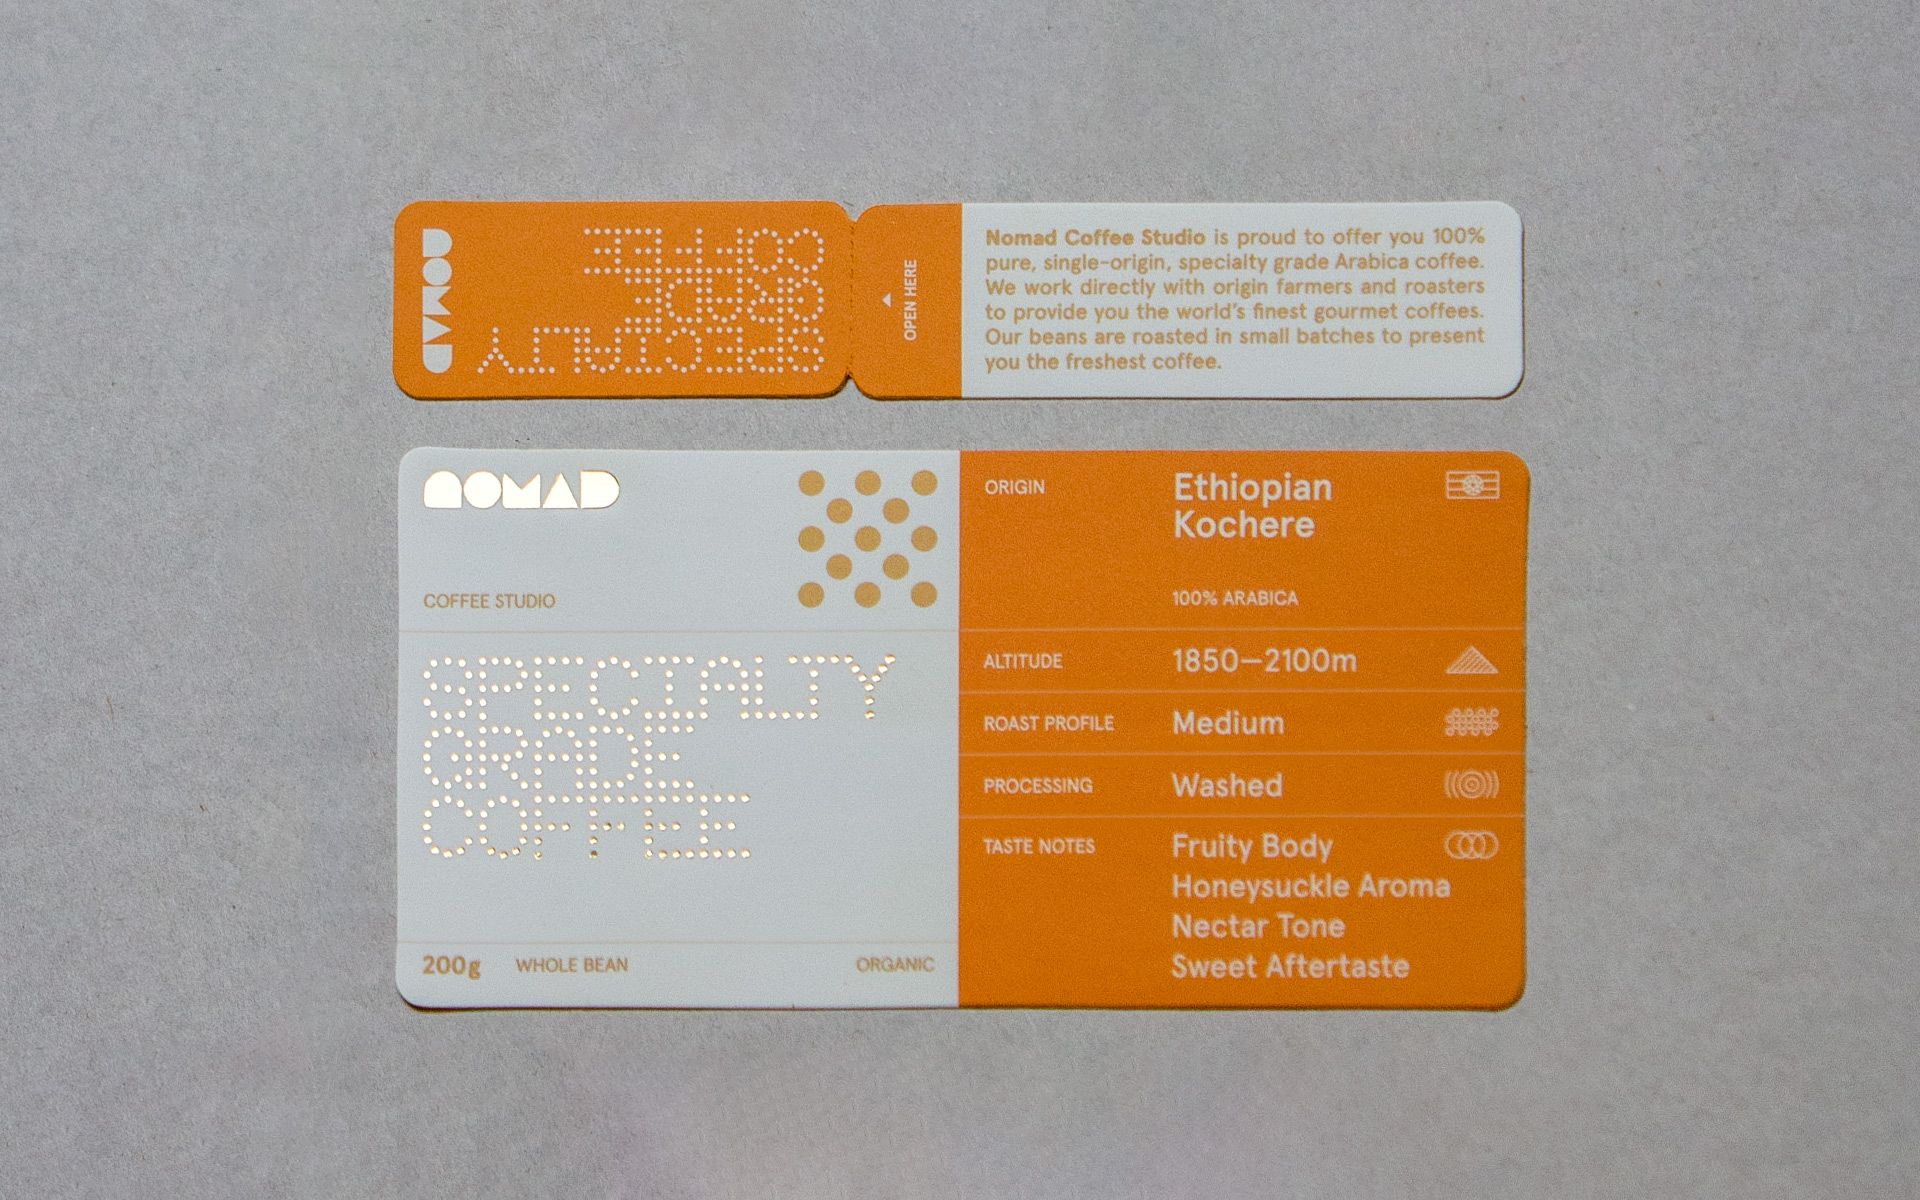 NOMAD
SPECIALTY
GRADE
COFFEE
OPEN HERE
Nomad Coffee Studio is proud to offer you 100%
pure, single-origin, specialty grade Arabica coffee.
We work directly with origin farmers and roasters
to provide you the world's finest gourmet coffees.
Our beans are roasted in small batches to present
you the freshest coffee.
NOMAD
COFFEE STUDIO
SPECIALTY
GRADE
COFFEE
200g WHOLE BEAN ORGANIC
ORIGIN Ethiopian
Kochere
100% ARABICA
ALTITUDE 1850—2100m
ROAST PROFILE Medium
PROCESSING Washed
TASTE NOTES Fruity Body
Honeysuckle Aroma
Nectar Tone
Sweet Aftertaste